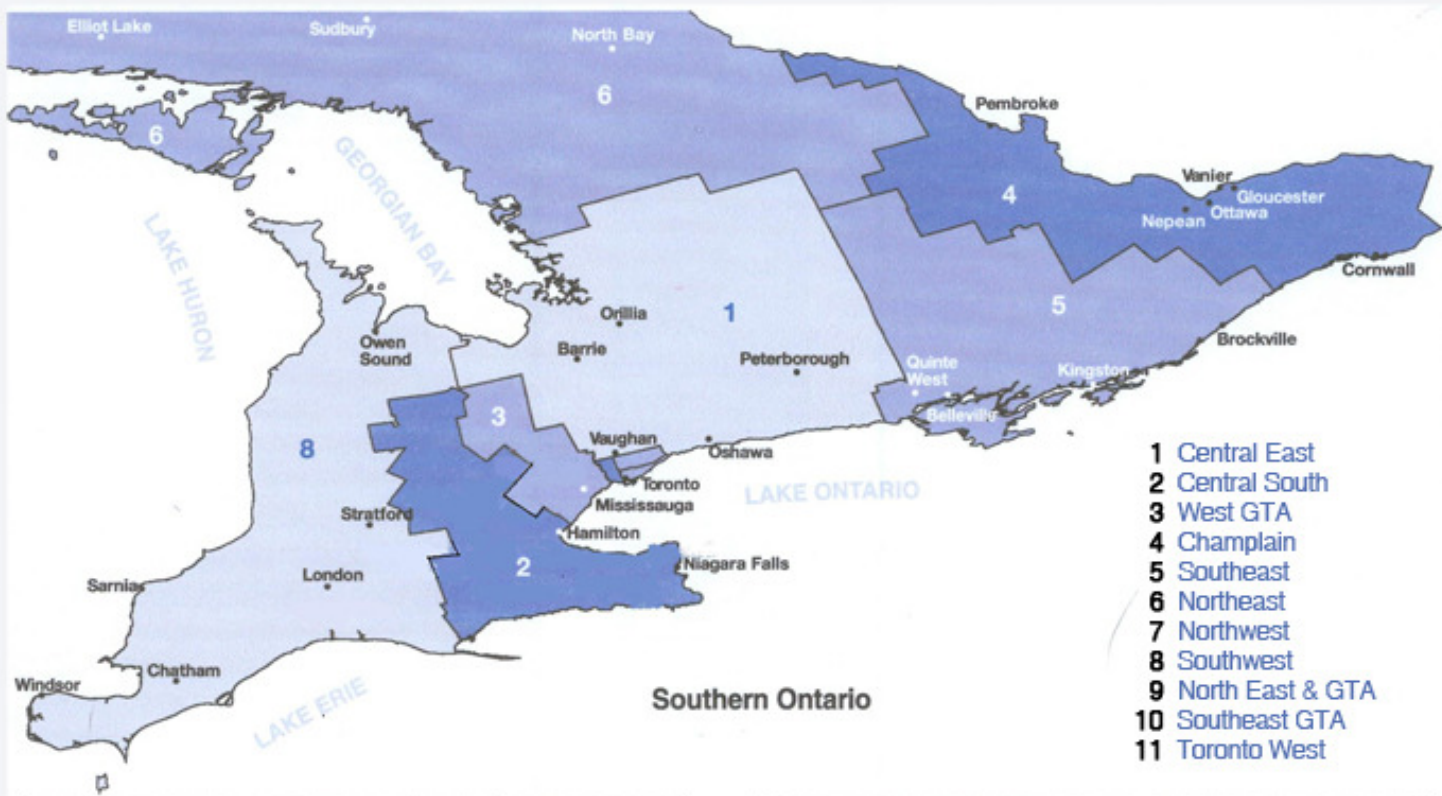 Elliot Lake
Sudbury
North Bay
6
Pembroke
6
GEORGIAN BAY
Vanier
Gloucester
4
Ottawa
Nepean
LAKE HURON
Cornwall
Orillia
1
5
Owen
Sound
Barrie
Brockville
Peterborough
Quinte
West
Kingston
3
Belleville
8
Vaughan
Oshawa
1 Central East
Toronto
2 Central South
LAKE ONTARIO
Mississauga
3 West GTA
Stratford
Hamilton
4 Champlain
2
Niagara Falls
5 Southeast
London
Sarnia
6 Northeast
7 Northwest
Chatham
8 Southwest
Windsor
9 North East & GTA
Southern Ontario
LAKE ERIE
10 Southeast GTA
11 Toronto West